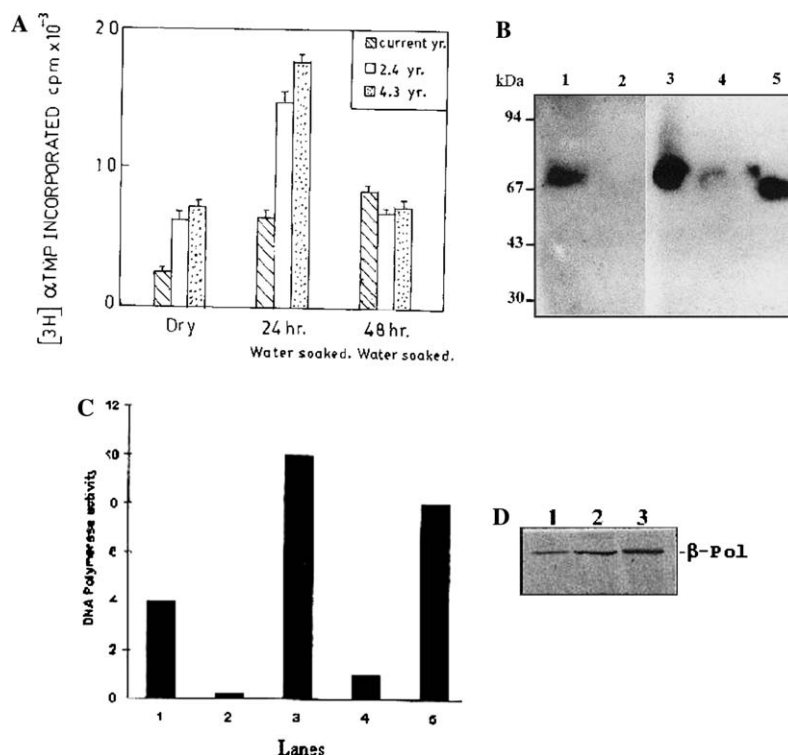 A
[3H] αTMP INCORPORATED cpm x10⁻³
20
10
0
current yr.
2.4 yr.
4.3 yr.
Dry
24 hr.
Water soaked.
48 hr.
Water soaked.
B
kDa
1 2 3 4 5
94
67
43
30
C
DNA Polymerase activity
12
10
0
6
4
2
0
1 2 3 4 5
Lanes
D
1 2 3
-β-Pol